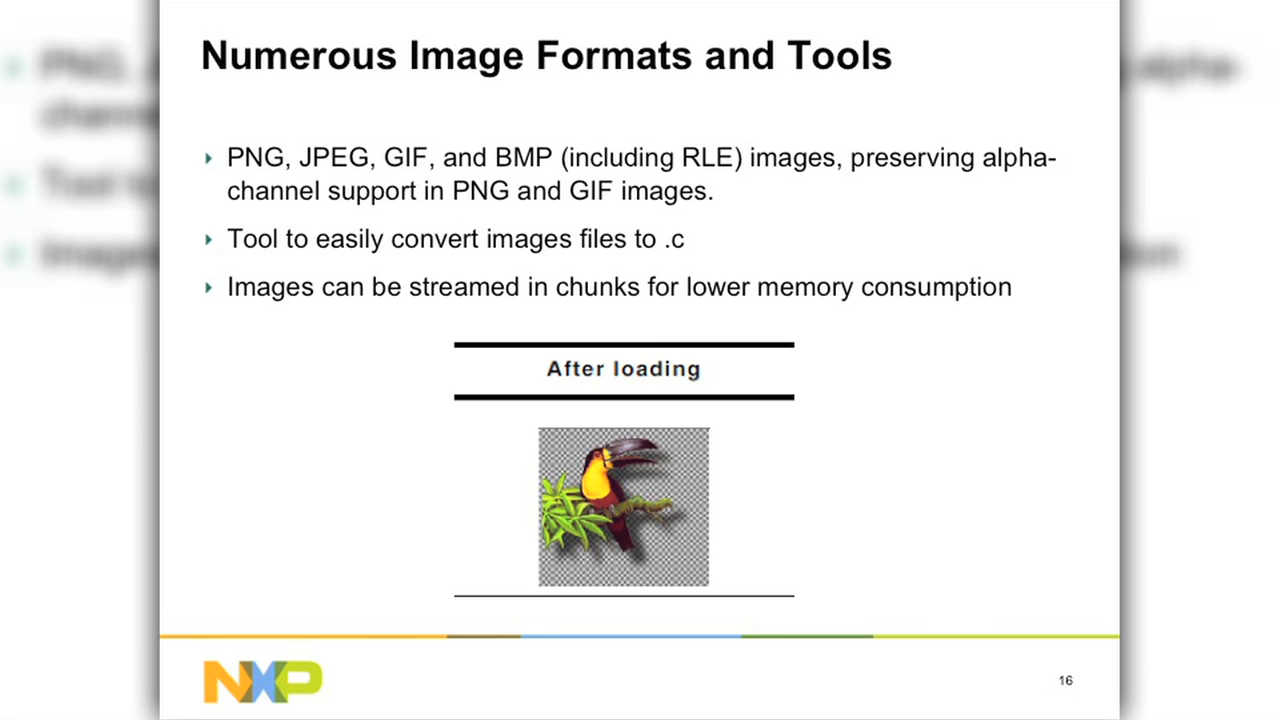 Numerous Image Formats and Tools
PNG, JPEG, GIF, and BMP (including RLE) images, preserving alpha-
channel support in PNG and GIF images.
Tool to easily convert images files to .c
Images can be streamed in chunks for lower memory consumption
After loading
NXP
16